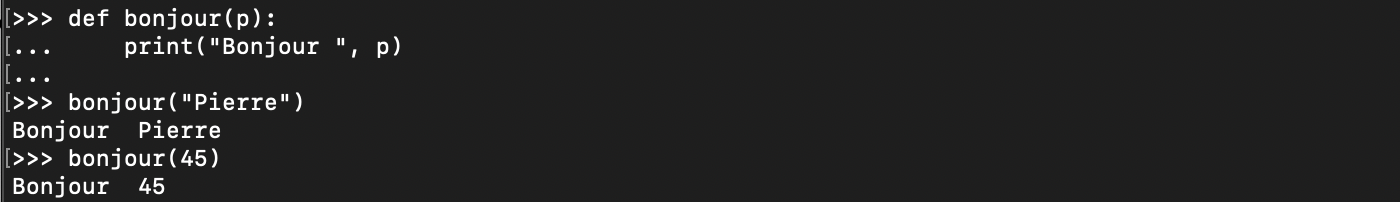 [>>> def bonjour(p):
[...     print("Bonjour ", p)
[...
[>>> bonjour("Pierre")
Bonjour  Pierre
[>>> bonjour(45)
Bonjour  45